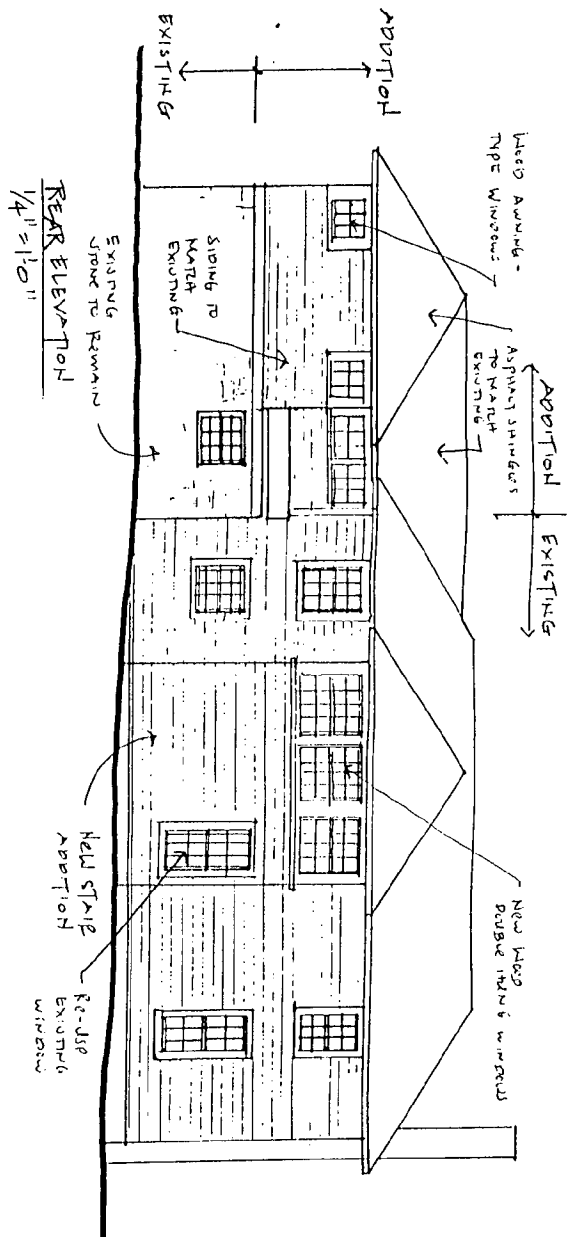 ADDITION
EXISTING
WOOD AWNING -
TYPE WINDOWS
ASPHALT SHINGLES
TO MATCH
EXISTING
ADDITION
EXISTING
NEW WOOD
DOUBLE HUNG WINDOWS
SIDING TO
MATCH
EXISTING
EXISTING
STONE TO REMAIN
NEW STAIR
ADDITION
RE-USE
EXISTING
WINDOW
REAR ELEVATION
1/4" = 1'0"